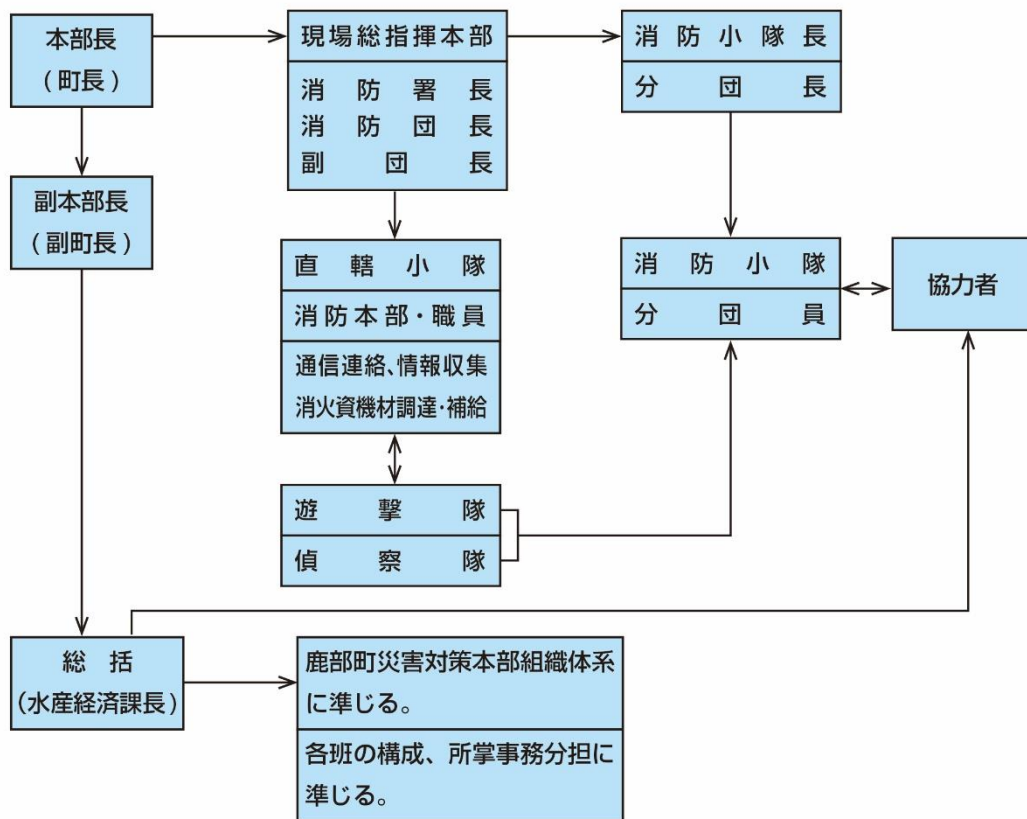 本部長
（町長）
現場総指揮本部
消防署長
消防団長
副団長
消防小隊長
分団長
副本部長
（副町長）
直轄小隊
消防本部・職員
通信連絡、情報収集
消火資機材調達・補給
消防小隊
分団員
協力者
遊撃隊
偵察隊
総括
（水産経済課長）
鹿部町災害対策本部組織体系
に準じる。
各班の構成、所掌事務分担に
準じる。